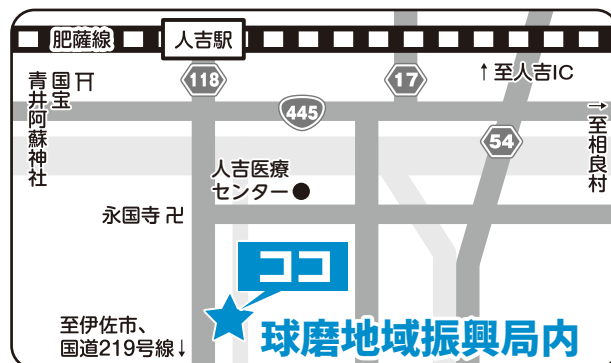 肥薩線
人吉駅
118
17
↑至人吉IC
国宝
青井阿蘇神社
445
54
→至相良村
人吉医療
センター●
永国寺卍
ココ
至伊佐市、
国道219号線↓
球磨地域振興局内